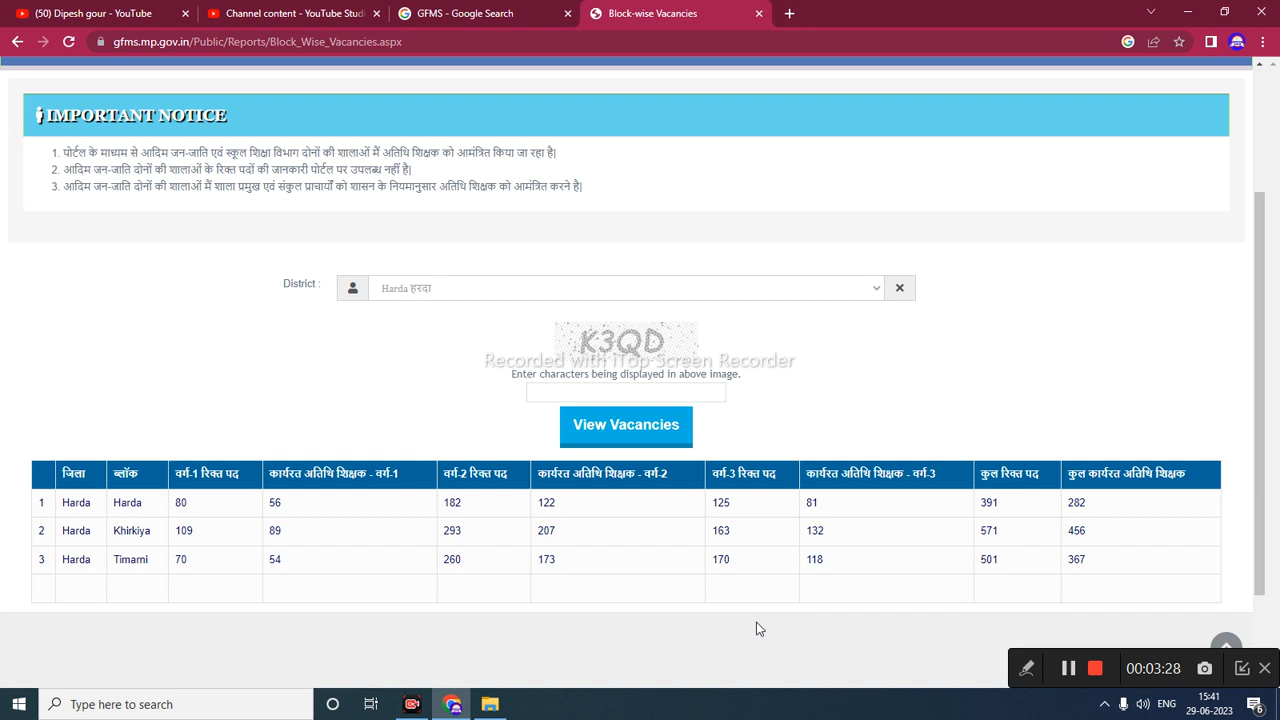 (50) Dipesh gour - YouTube
Channel content - YouTube Stud
GFMS - Google Search
Block-wise Vacancies
gfms.mp.gov.in/Public/Reports/Block_Wise_Vacancies.aspx
IMPORTANT NOTICE
1. पोर्टल के माध्यम से आदिम जन-जाति एवं स्कूल शिक्षा विभाग दोनों की शालाओं मैं अतिथि शिक्षक को आमंत्रित किया जा रहा है|
2. आदिम जन-जाति दोनों की शालाओं के रिक्त पदों की जानकारी पोर्टल पर उपलब्ध नहीं है|
3. आदिम जन-जाति दोनों की शालाओं मैं शाला प्रमुख एवं संकुल प्राचार्यों को शासन के नियमानुसार अतिथि शिक्षक को आमंत्रित करने है|
District :
Harda हरदा
K3QD
Recorded with iTop Screen Recorder
Enter characters being displayed in above image.
View Vacancies
जिला ब्लॉक वर्ग-1 रिक्त पद कार्यरत अतिथि शिक्षक - वर्ग-1 वर्ग-2 रिक्त पद कार्यरत अतिथि शिक्षक - वर्ग-2 वर्ग-3 रिक्त पद कार्यरत अतिथि शिक्षक - वर्ग-3 कुल रिक्त पद कुल कार्यरत अतिथि शिक्षक
1 Harda Harda 80 56 182 122 125 81 391 282
2 Harda Khirkiya 109 89 293 207 163 132 571 456
3 Harda Timarni 70 54 260 173 170 118 501 367
00:03:28
Type here to search
ENG
15:41
29-06-2023
6